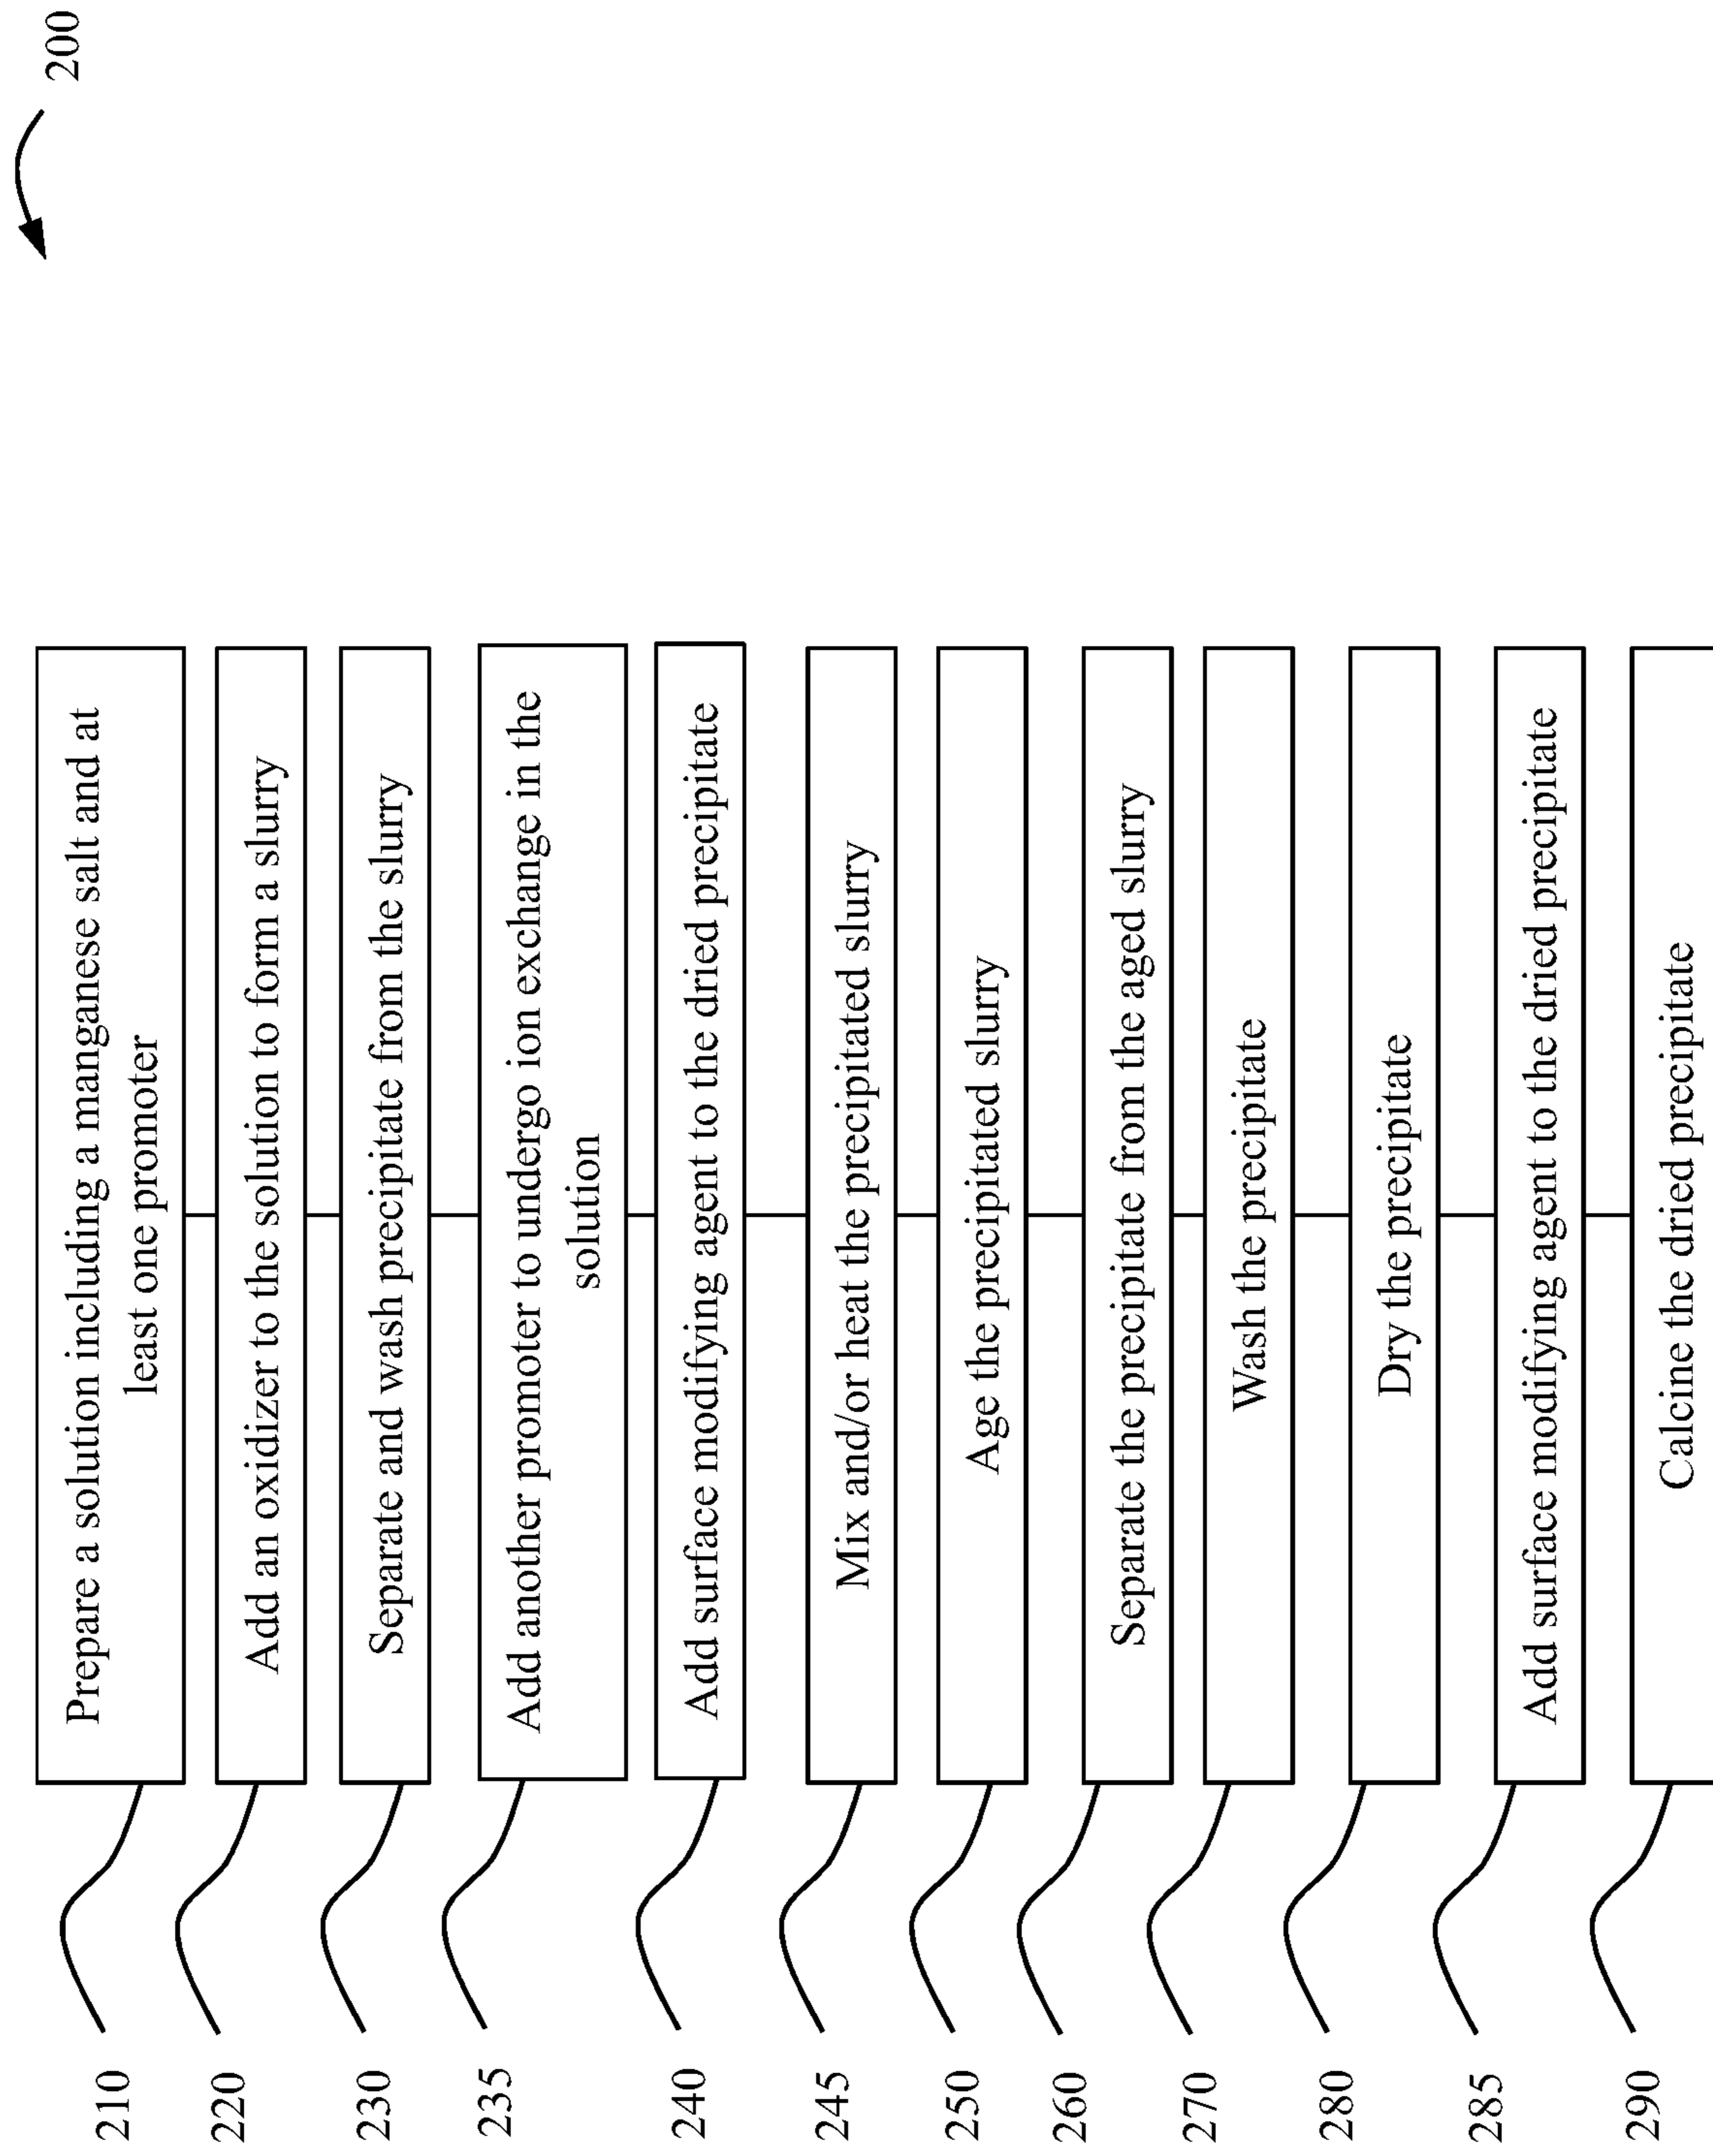 200
210
Prepare a solution including a manganese salt and at
least one promoter
220
Add an oxidizer to the solution to form a slurry
230
Separate and wash precipitate from the slurry
235
Add another promoter to undergo ion exchange in the
solution
240
Add surface modifying agent to the dried precipitate
245
Mix and/or heat the precipitated slurry
250
Age the precipitated slurry
260
Separate the precipitate from the aged slurry
270
Wash the precipitate
280
Dry the precipitate
285
Add surface modifying agent to the dried precipitate
290
Calcine the dried precipitate